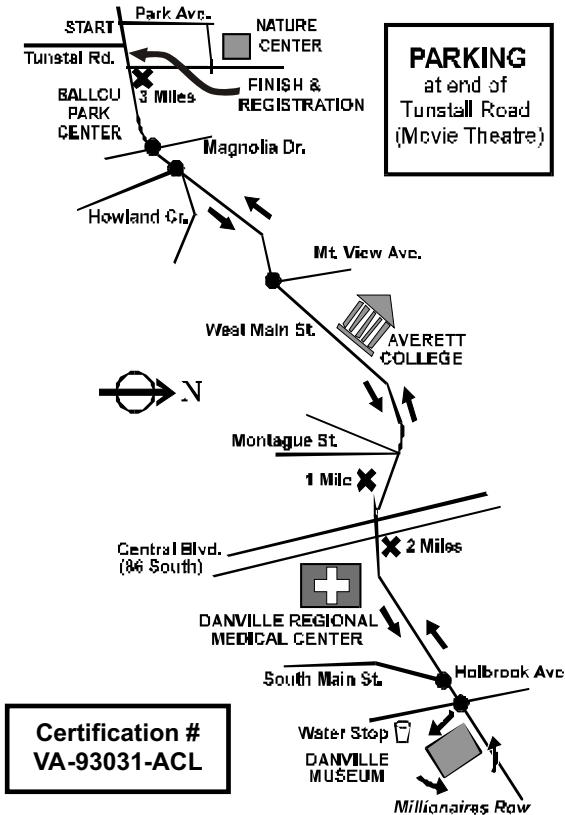 Park Ave.
START
NATURE
CENTER
Tunstal Rd.
3 Miles
FINISH &
REGISTRATION
BALLOU
PARK
CENTER
PARKING
at end of
Tunstall Road
(Movie Theatre)
Magnolia Dr.
Howland Cr.
Mt. View Ave.
West Main St.
AVERETT
COLLEGE
N
Montague St.
1 Mile
Central Blvd.
(86 South)
2 Miles
DANVILLE REGIONAL
MEDICAL CENTER
South Main St.
Holbrook Ave
Water Stop
DANVILLE
MUSEUM
Millionaires Row
Certification #
VA-93031-ACL